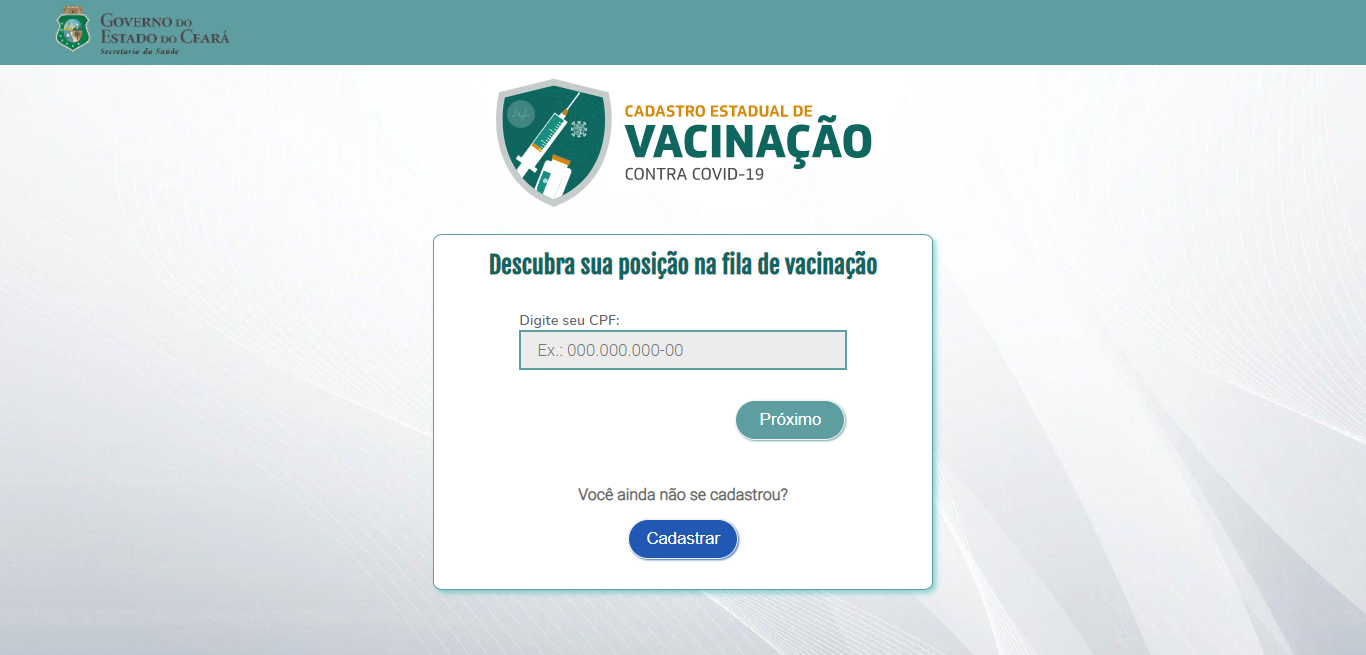 GOVERNO DO
ESTADO DO CEARÁ
Secretaria da Saúde
CADASTRO ESTADUAL DE
VACINAÇÃO
CONTRA COVID-19
Descubra sua posição na fila de vacinação
Digite seu CPF:
Ex.: 000.000.000-00
Próximo
Você ainda não se cadastrou?
Cadastrar